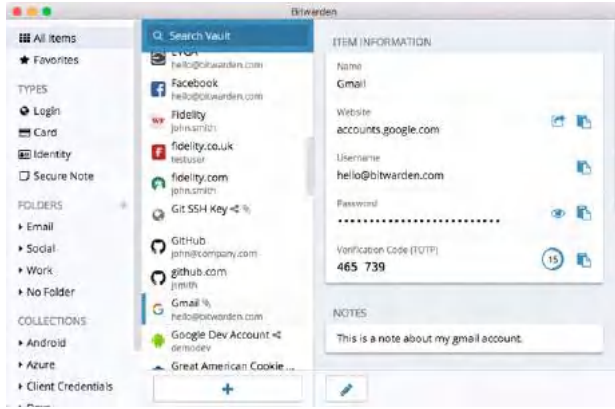 Bitwarden
All Items
Favorites
TYPES
Login
Card
Identity
Secure Note
FOLDERS
Email
Social
Work
No Folder
COLLECTIONS
Android
Azure
Client Credentials
Search Vault
hello@bitwarden.com
Facebook
hello@bitwarden.com
Fidelity
john.smith
fidelity.co.uk
testuser
fidelity.com
john.smith
Git SSH Key
GitHub
john@company.com
github.com
jsmith
Gmail
hello@bitwarden.com
Google Dev Account
demodev
Great American Cookie ...
ITEM INFORMATION
Name
Gmail
Website
accounts.google.com
Username
hello@bitwarden.com
Password
••••••••••••••••••••••••
Verification Code (TOTP)
465 739
15
NOTES
This is a note about my gmail account.